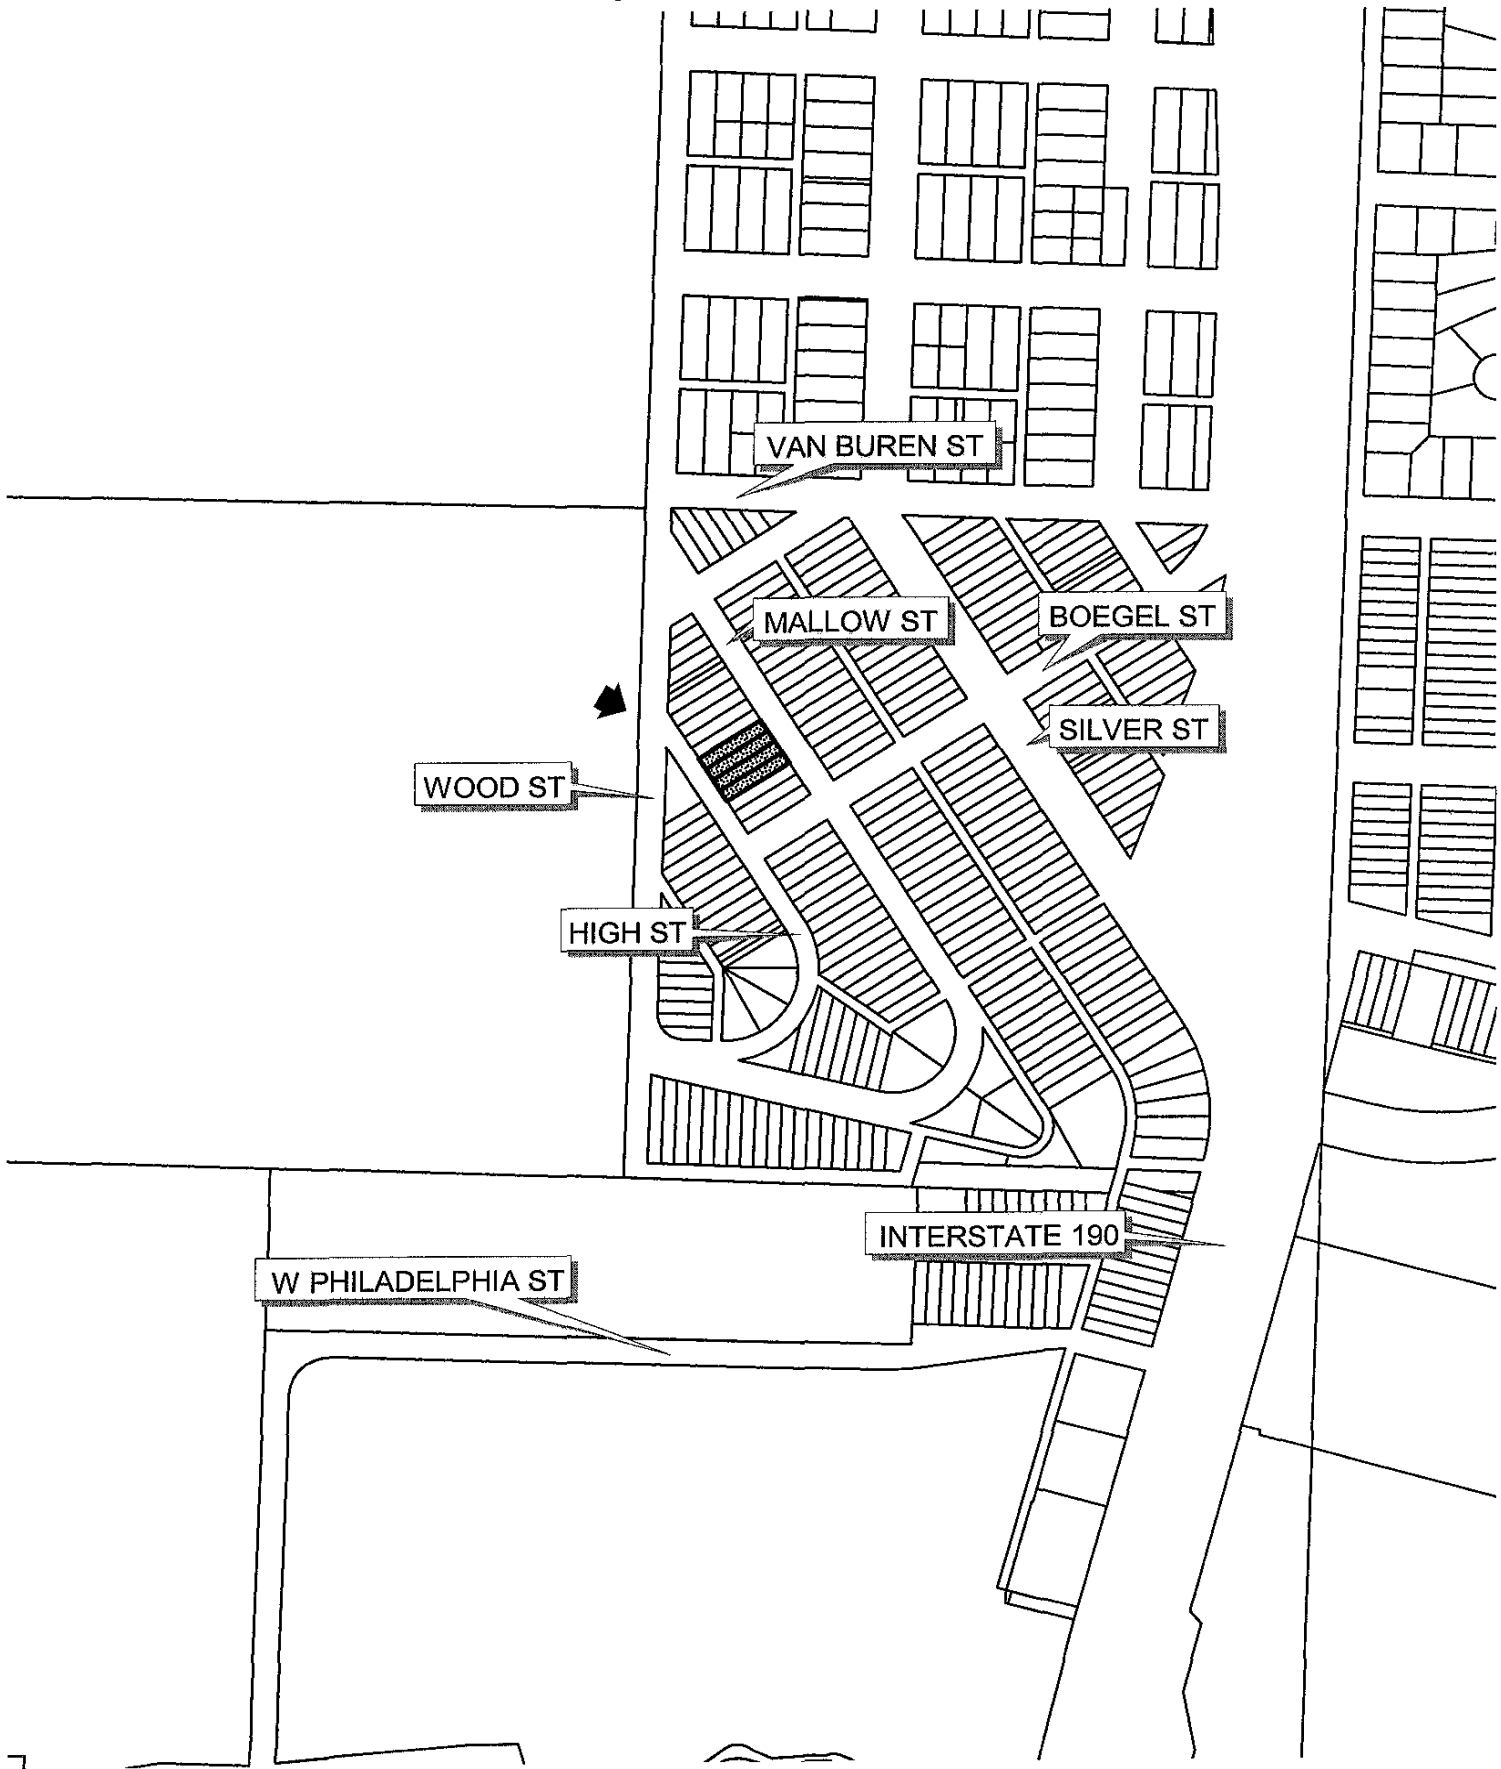 VAN BUREN ST
MALLOW ST
BOEGEL ST
SILVER ST
WOOD ST
HIGH ST
INTERSTATE 190
W PHILADELPHIA ST